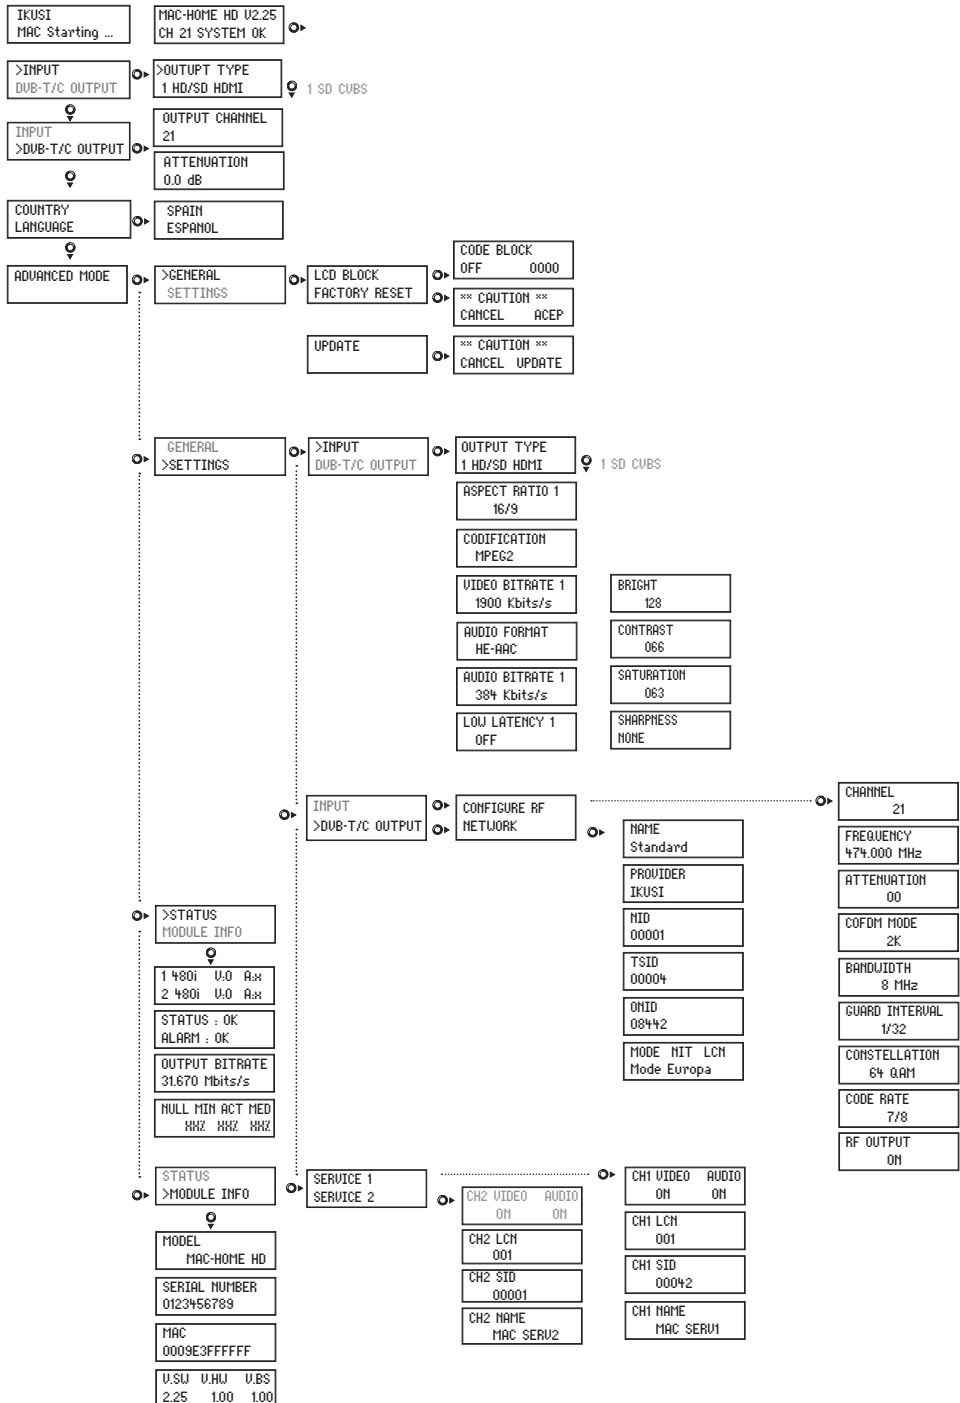 IKUSI
MAC Starting ...
MAC-HOME HD V2.25
CH 21 SYSTEM OK
>INPUT
DVB-T/C OUTPUT
>OUTUPT TYPE
1 HD/SD HDMI
1 SD CVBS
INPUT
>DVB-T/C OUTPUT
OUTPUT CHANNEL
21
ATTENUATION
0.0 dB
COUNTRY
LANGUAGE
SPAIN
ESPANOL
ADVANCED MODE
>GENERAL
SETTINGS
LCD BLOCK
FACTORY RESET
CODE BLOCK
OFF 0000
** CAUTION **
CANCEL ACEP
UPDATE
** CAUTION **
CANCEL UPDATE
GENERAL
>SETTINGS
>INPUT
DVB-T/C OUTPUT
OUTPUT TYPE
1 HD/SD HDMI
1 SD CVBS
ASPECT RATIO 1
16/9
CODIFICATION
MPEG2
VIDEO BITRATE 1
1900 Kbits/s
AUDIO FORMAT
HE-AAC
AUDIO BITRATE 1
384 Kbits/s
LOW LATENCY 1
OFF
BRIGHT
128
CONTRAST
066
SATURATION
063
SHARPNESS
NONE
INPUT
>DVB-T/C OUTPUT
CONFIGURE RF
NETWORK
NAME
Standard
PROVIDER
IKUSI
NID
00001
TSID
00004
ONID
08442
MODE NIT LCN
Mode Europa
CHANNEL
21
FREQUENCY
474.000 MHz
ATTENUATION
00
COFDM MODE
2K
BANDWIDTH
8 MHz
GUARD INTERVAL
1/32
CONSTELLATION
64 QAM
CODE RATE
7/8
RF OUTPUT
ON
>STATUS
MODULE INFO
1 480i V:0 A:x
2 480i V:0 A:x
STATUS : OK
ALARM : OK
OUTPUT BITRATE
31.670 Mbits/s
NULL MIN ACT MED
XX% XX% XX%
STATUS
>MODULE INFO
MODEL
MAC-HOME HD
SERIAL NUMBER
0123456789
MAC
0009E3FFFFFF
V.SW V.HW V.BS
2.25 1.00 1.00
SERVICE 1
SERVICE 2
CH2 VIDEO AUDIO
ON ON
CH2 LCN
001
CH2 SID
00001
CH2 NAME
MAC SERV2
CH1 VIDEO AUDIO
ON ON
CH1 LCN
001
CH1 SID
00042
CH1 NAME
MAC SERV1